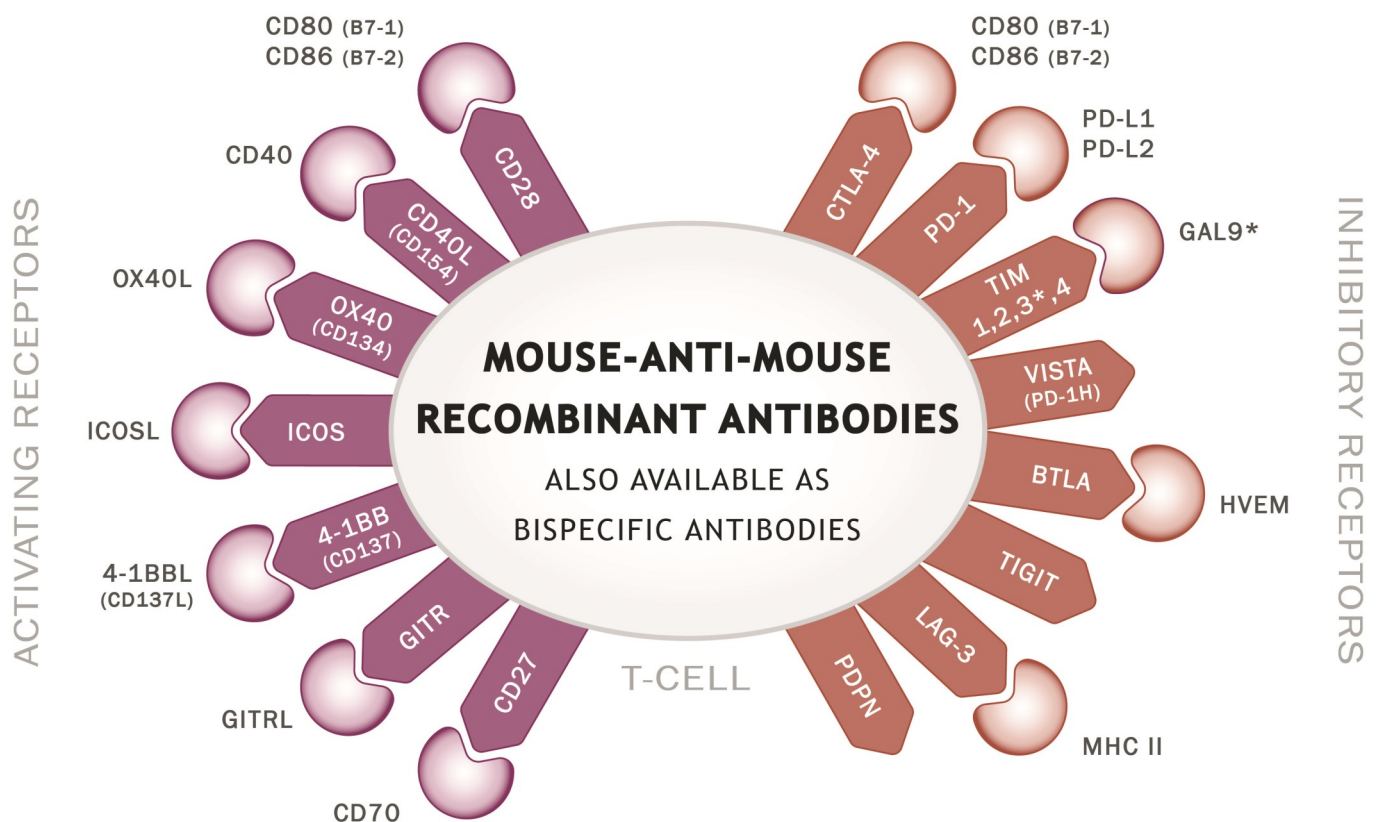 CD80 (B7-1)
CD86 (B7-2)
CD40
OX40L
ICOSL
4-1BBL
(CD137L)
GITRL
CD70
ACTIVATING RECEPTORS
CD28
CD40L
(CD154)
OX40
(CD134)
ICOS
4-1BB
(CD137)
GITR
CD27
MOUSE-ANTI-MOUSE
RECOMBINANT ANTIBODIES
ALSO AVAILABLE AS
BISPECIFIC ANTIBODIES
T-CELL
CTLA-4
PD-1
TIM
1,2,3*,4
VISTA
(PD-1H)
BTLA
TIGIT
LAG-3
PDPN
CD80 (B7-1)
CD86 (B7-2)
PD-L1
PD-L2
GAL9*
HVEM
MHC II
INHIBITORY RECEPTORS